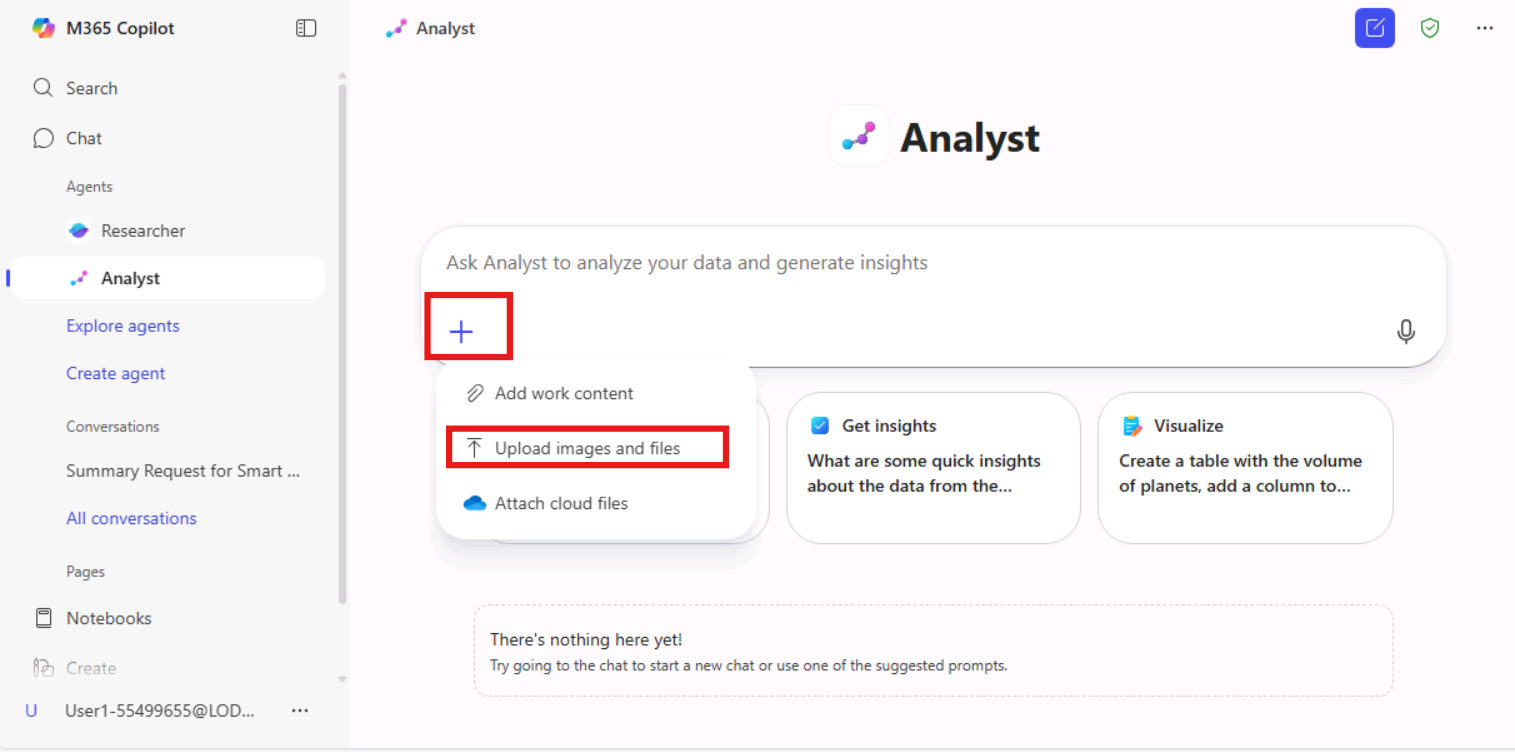 M365 Copilot
Search
Chat
Agents
Researcher
Analyst
Explore agents
Create agent
Conversations
Summary Request for Smart ...
All conversations
Pages
Notebooks
Create
U
User1-55499655@LOD...
Analyst
Analyst
Ask Analyst to analyze your data and generate insights
Add work content
Upload images and files
Attach cloud files
Get insights
What are some quick insights
about the data from the...
Visualize
Create a table with the volume
of planets, add a column to...
There's nothing here yet!
Try going to the chat to start a new chat or use one of the suggested prompts.